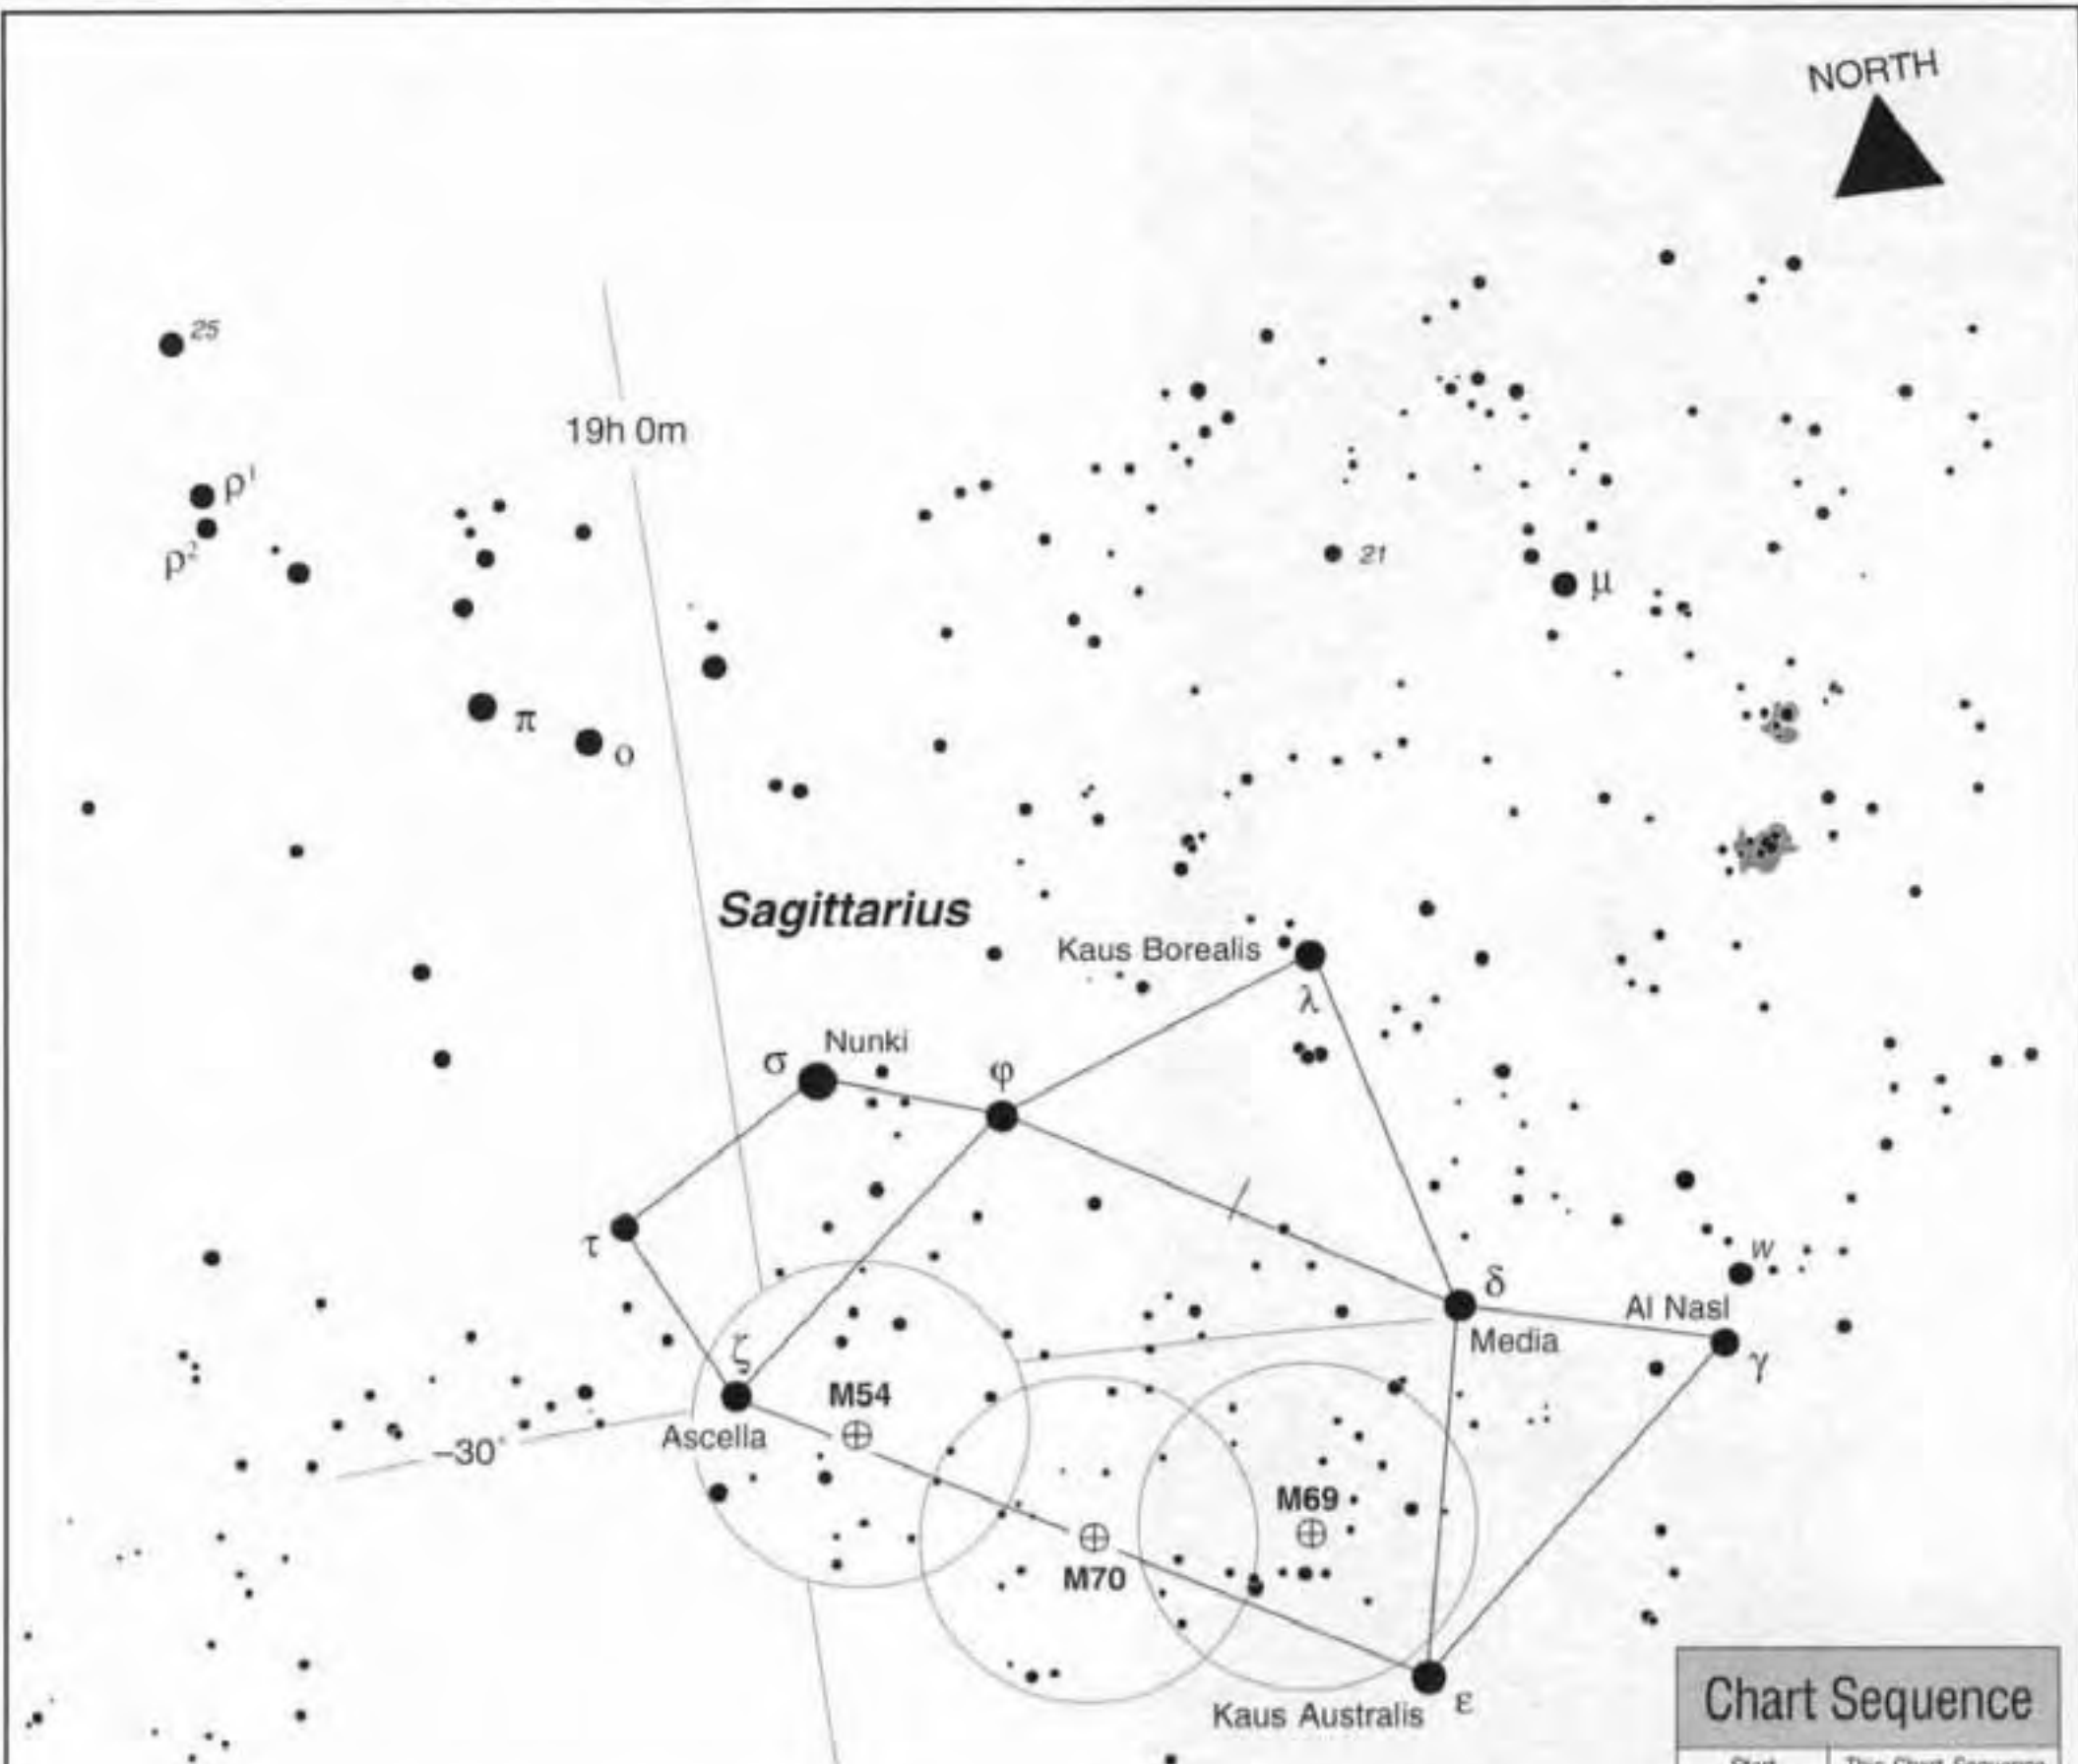 NORTH
25
19h 0m
ρ¹
ρ²
21
μ
π
ο
Sagittarius
Kaus Borealis
λ
Nunki
σ
φ
τ
w
δ
Al Nasl
Media
γ
ζ
M54
Ascella
–30°
M69
M70
Kaus Australis
ε
Chart Sequence